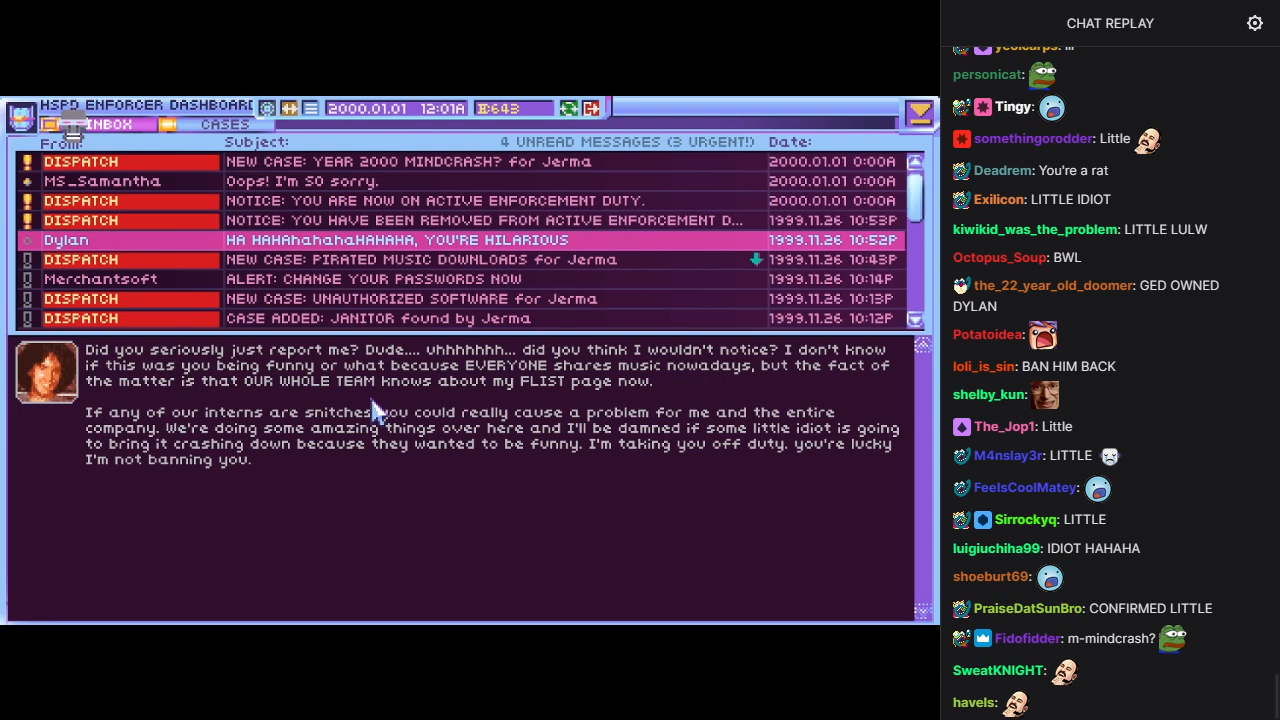 HSPD ENFORCER DASHBOARD
2000.01.01 12:01A
643
INBOX
CASES
From:
Subject:
4 UNREAD MESSAGES (3 URGENT!)
Date:
DISPATCH NEW CASE: YEAR 2000 MINDCRASH? for Jerma 2000.01.01 0:00A
MS_Samantha Oops! I'm SO sorry. 2000.01.01 0:00A
DISPATCH NOTICE: YOU ARE NOW ON ACTIVE ENFORCEMENT DUTY. 2000.01.01 0:00A
DISPATCH NOTICE: YOU HAVE BEEN REMOVED FROM ACTIVE ENFORCEMENT D... 1999.11.26 10:53P
Dylan HA HAHAhahahaHAHAHA, YOU'RE HILARIOUS 1999.11.26 10:52P
DISPATCH NEW CASE: PIRATED MUSIC DOWNLOADS for Jerma 1999.11.26 10:43P
Merchantsoft ALERT: CHANGE YOUR PASSWORDS NOW 1999.11.26 10:14P
DISPATCH NEW CASE: UNAUTHORIZED SOFTWARE for Jerma 1999.11.26 10:13P
DISPATCH CASE ADDED: JANITOR found by Jerma 1999.11.26 10:12P
Did you seriously just report me? Dude.... uhhhhhhh... did you think I wouldn't notice? I don't know
if this was you being funny or what because EVERYONE shares music nowadays, but the fact of
the matter is that OUR WHOLE TEAM knows about my FLIST page now.
If any of our interns are snitches you could really cause a problem for me and the entire
company. We're doing some amazing things over here and I'll be damned if some little idiot is going
to bring it crashing down because they wanted to be funny. I'm taking you off duty, you're lucky
I'm not banning you.
CHAT REPLAY
yeolcarps:
personicat:
Tingy:
somethingorodder: Little
Deadrem: You're a rat
Exilicon: LITTLE IDIOT
kiwikid_was_the_problem: LITTLE LULW
Octopus_Soup: BWL
the_22_year_old_doomer: GED OWNED
DYLAN
Potatoidea:
loli_is_sin: BAN HIM BACK
shelby_kun:
The_Jop1: Little
M4nslay3r: LITTLE
FeelsCoolMatey:
Sirrockyq: LITTLE
luigiuchiha99: IDIOT HAHAHA
shoeburt69:
PraiseDatSunBro: CONFIRMED LITTLE
Fidofidder: m-mindcrash?
SweatKNIGHT:
havels: